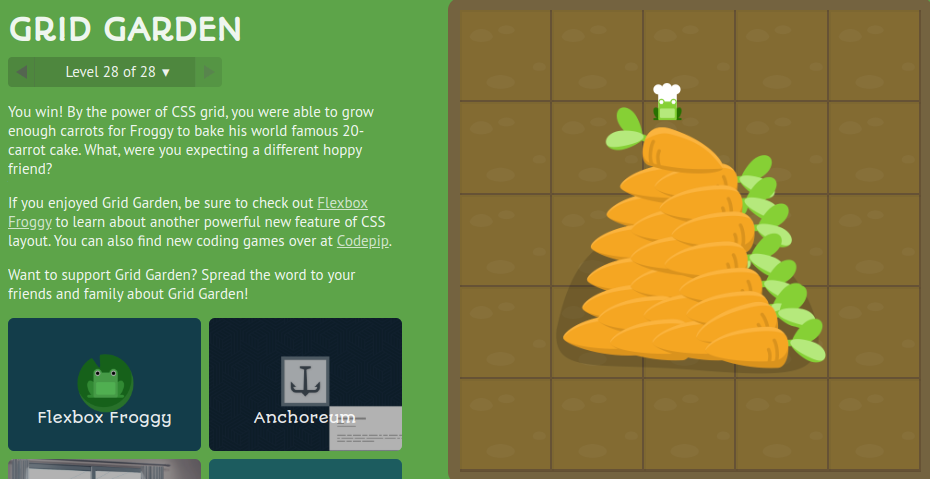 GRID GARDEN
Level 28 of 28 ▼
You win! By the power of CSS grid, you were able to grow
enough carrots for Froggy to bake his world famous 20-
carrot cake. What, were you expecting a different hoppy
friend?
If you enjoyed Grid Garden, be sure to check out Flexbox
Froggy to learn about another powerful new feature of CSS
layout. You can also find new coding games over at Codepip.
Want to support Grid Garden? Spread the word to your
friends and family about Grid Garden!
Flexbox Froggy
Anchoreum